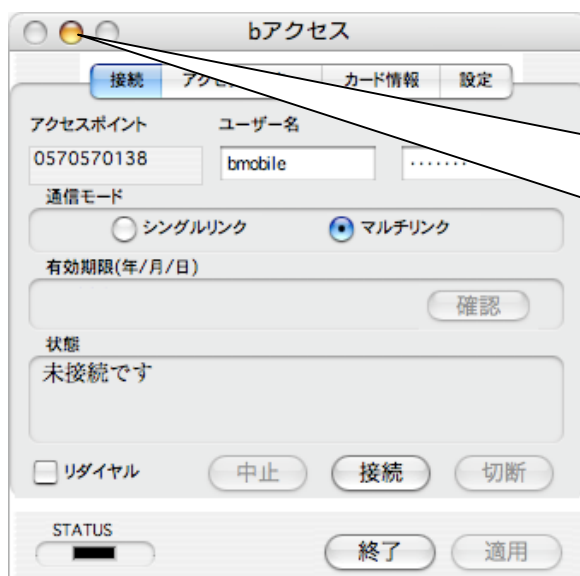 bアクセス
接続 アクセ カード情報 設定
アクセスポイント ユーザー名
0570570138 bmobile ・・・・・・・
通信モード
シングルリンク マルチリンク
有効期限(年/月/日)
確認
状態
未接続です
リダイヤル 中止 接続 切断
STATUS
終了 適用